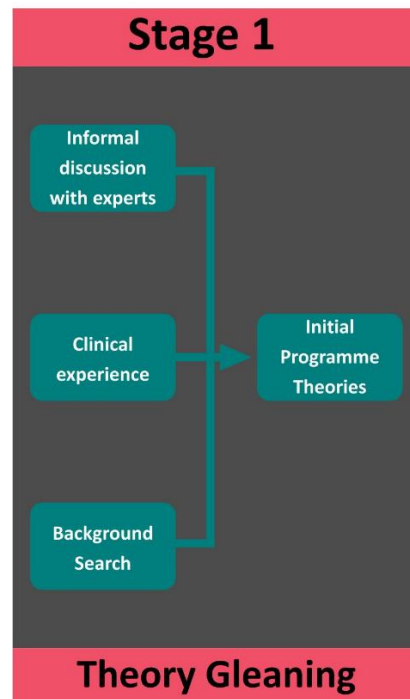 Stage 1
Informal
discussion
with experts
Clinical
experience
Initial
Programme
Theories
Background
Search
Theory Gleaning